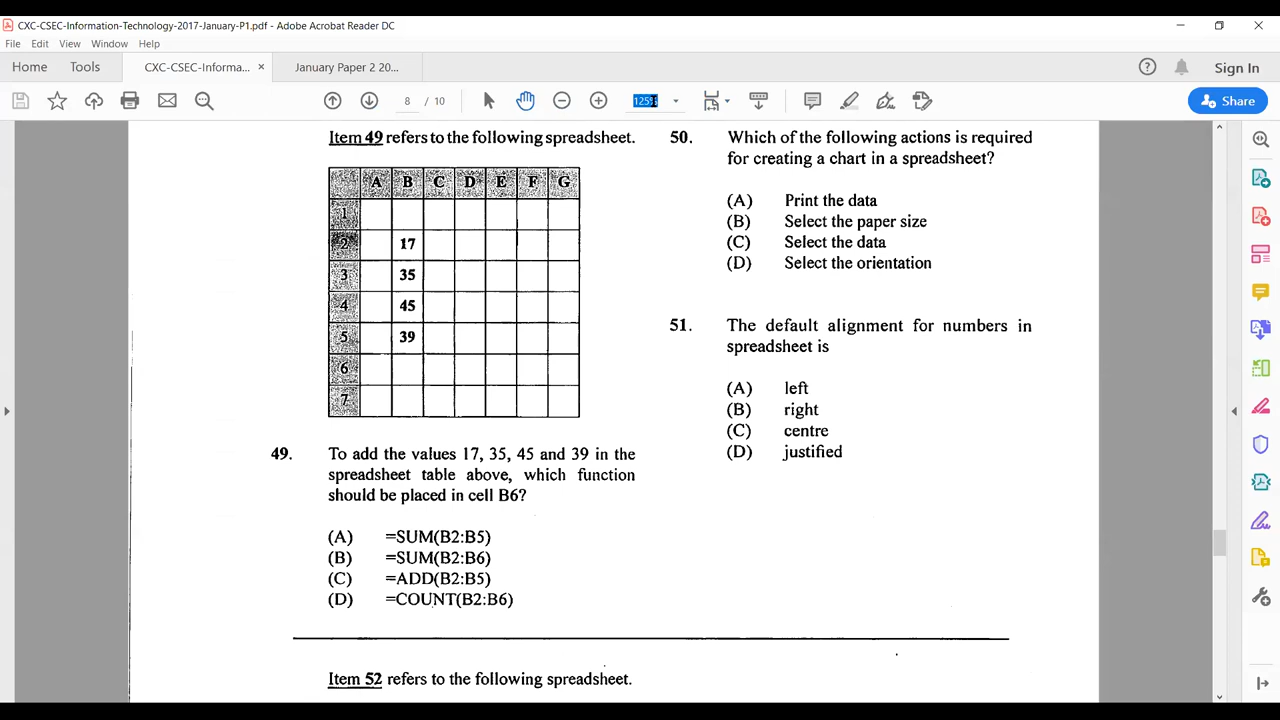 CXC-CSEC-Information-Technology-2017-January-P1.pdf - Adobe Acrobat Reader DC
File Edit View Window Help
Home Tools CXC-CSEC-Informa... × January Paper 2 20... Sign In
8 / 10 125% Share
Item 49 refers to the following spreadsheet.
A B C D E F G
1
2 17
3 35
4 45
5 39
6
7
49. To add the values 17, 35, 45 and 39 in the
spreadsheet table above, which function
should be placed in cell B6?
(A) =SUM(B2:B5)
(B) =SUM(B2:B6)
(C) =ADD(B2:B5)
(D) =COUNT(B2:B6)
50. Which of the following actions is required
for creating a chart in a spreadsheet?
(A) Print the data
(B) Select the paper size
(C) Select the data
(D) Select the orientation
51. The default alignment for numbers in
spreadsheet is
(A) left
(B) right
(C) centre
(D) justified
Item 52 refers to the following spreadsheet.